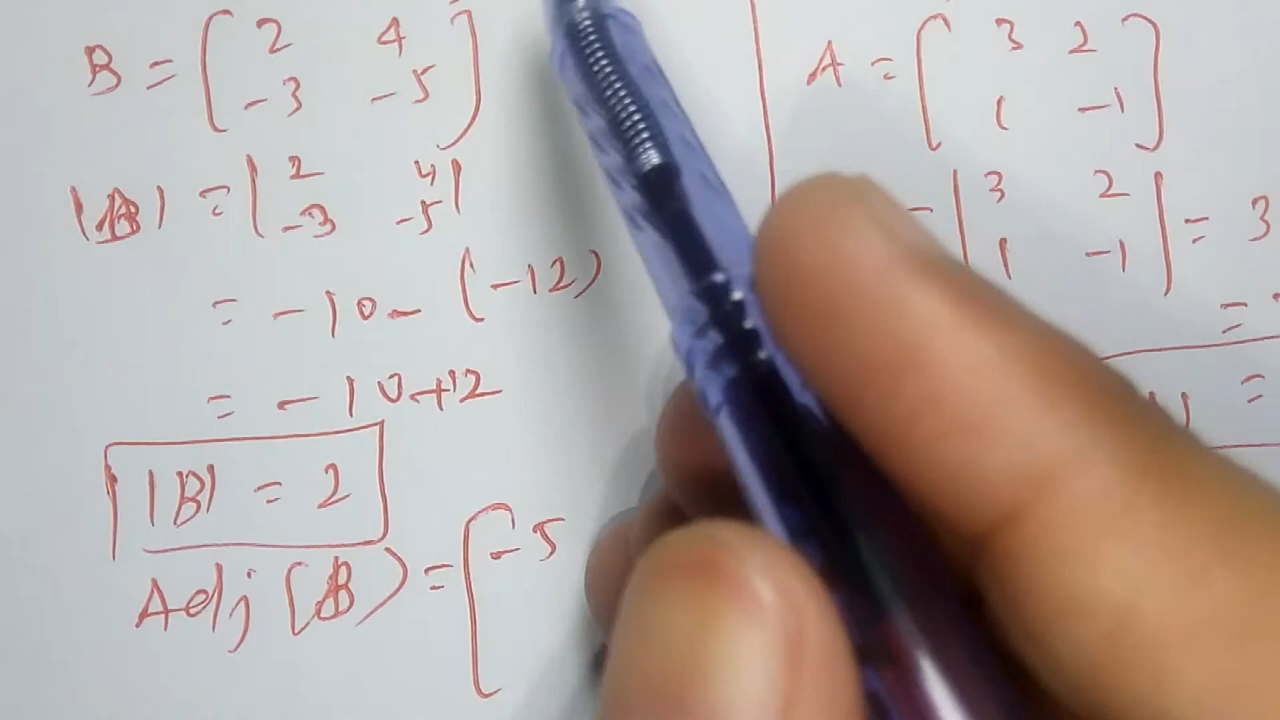 B = [ 2 4
-3 -5 ]
|B| = | 2 4
-3 -5 |
= -10 - (-12)
= -10+12
|B| = 2
Adj (B) = [ -5
A = [ 3 2
1 -1 ]
= | 3 2
1 -1 | = 3
=
=